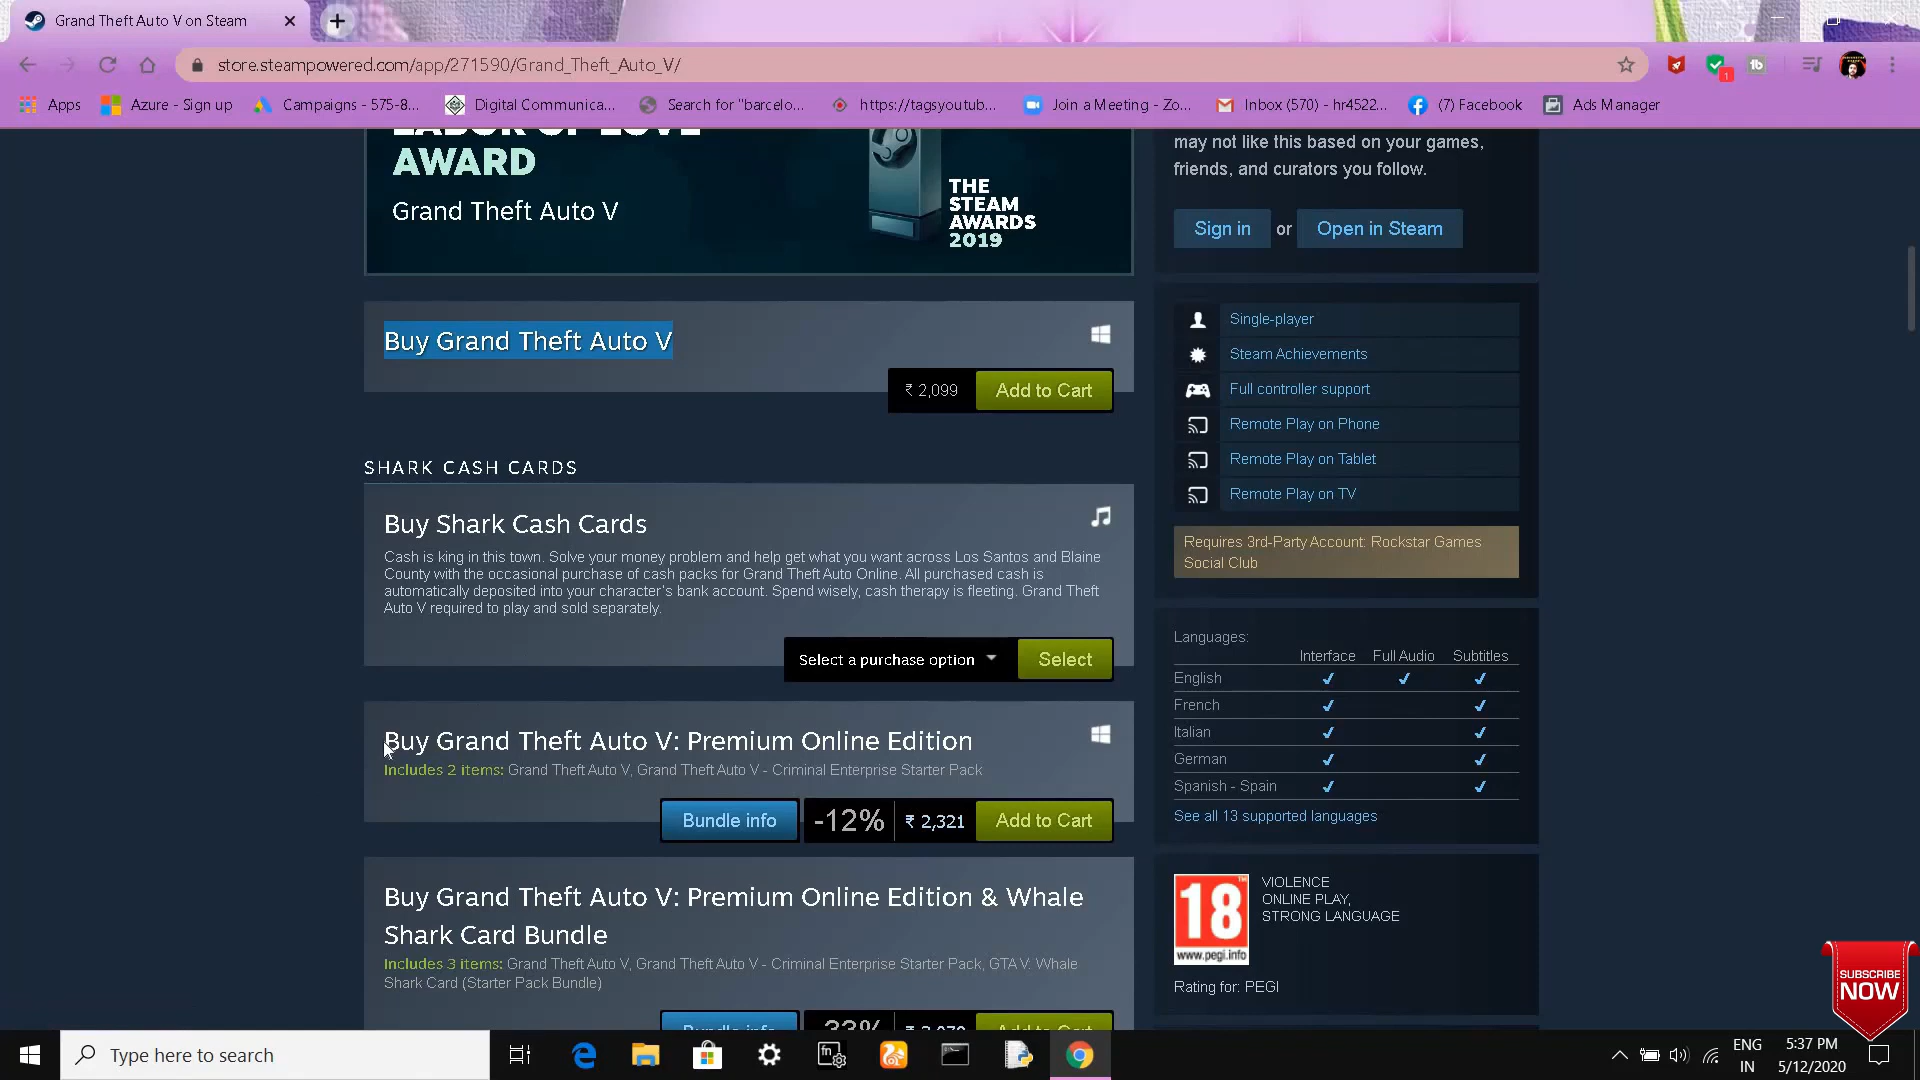 Grand Theft Auto V on Steam
store.steampowered.com/app/271590/Grand_Theft_Auto_V/
1
tb
Apps
Azure - Sign up
Campaigns - 575-8...
Digital Communica...
Search for "barcelo...
https://tagsyoutub...
Join a Meeting - Zo...
Inbox (570) - hr4522...
(7) Facebook
Ads Manager
LABOR OF LOVE
AWARD
Grand Theft Auto V
THE
STEAM
AWARDS
2019
Buy Grand Theft Auto V
₹ 2,099
Add to Cart
SHARK CASH CARDS
Buy Shark Cash Cards
Cash is king in this town. Solve your money problem and help get what you want across Los Santos and Blaine
County with the occasional purchase of cash packs for Grand Theft Auto Online. All purchased cash is
automatically deposited into your character's bank account. Spend wisely, cash therapy is fleeting. Grand Theft
Auto V required to play and sold separately.
Select a purchase option
Select
Buy Grand Theft Auto V: Premium Online Edition
Includes 2 items: Grand Theft Auto V, Grand Theft Auto V - Criminal Enterprise Starter Pack
Bundle info
-12%
₹ 2,321
Add to Cart
Buy Grand Theft Auto V: Premium Online Edition & Whale
Shark Card Bundle
Includes 3 items: Grand Theft Auto V, Grand Theft Auto V - Criminal Enterprise Starter Pack, GTA V: Whale
Shark Card (Starter Pack Bundle)
Bundle info
-33%
Add to Cart
may not like this based on your games,
friends, and curators you follow.
Sign in
or
Open in Steam
Single-player
Steam Achievements
Full controller support
Remote Play on Phone
Remote Play on Tablet
Remote Play on TV
Requires 3rd-Party Account: Rockstar Games
Social Club
Languages:
Interface Full Audio Subtitles
English
French
Italian
German
Spanish - Spain
See all 13 supported languages
18
www.pegi.info
VIOLENCE
ONLINE PLAY,
STRONG LANGUAGE
Rating for: PEGI
SUBSCRIBE
NOW
Type here to search
fn
ENG
IN
5:37 PM
5/12/2020